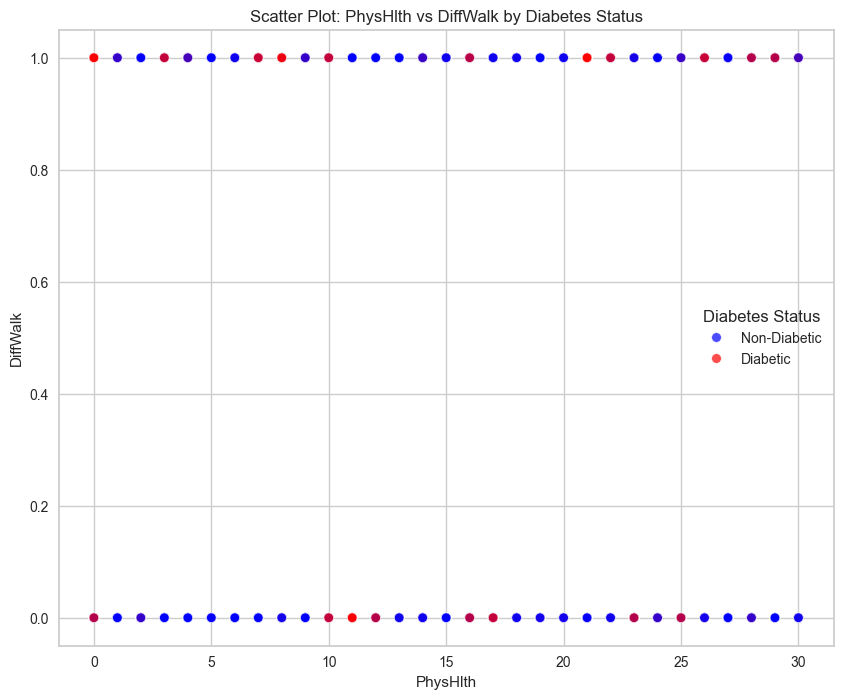 Scatter Plot: PhysHlth vs DiffWalk by Diabetes Status
1.0
0.8
0.6
0.4
0.2
0.0
DiffWalk
Diabetes Status
Non-Diabetic
Diabetic
0 5 10 15 20 25 30
PhysHlth